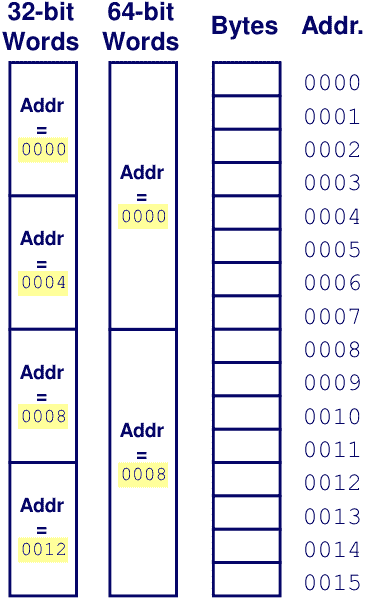 32-bit Words
64-bit Words
Bytes
Addr.
Addr
=
0000
Addr
=
0004
Addr
=
0008
Addr
=
0012
Addr
=
0000
Addr
=
0008
0000
0001
0002
0003
0004
0005
0006
0007
0008
0009
0010
0011
0012
0013
0014
0015